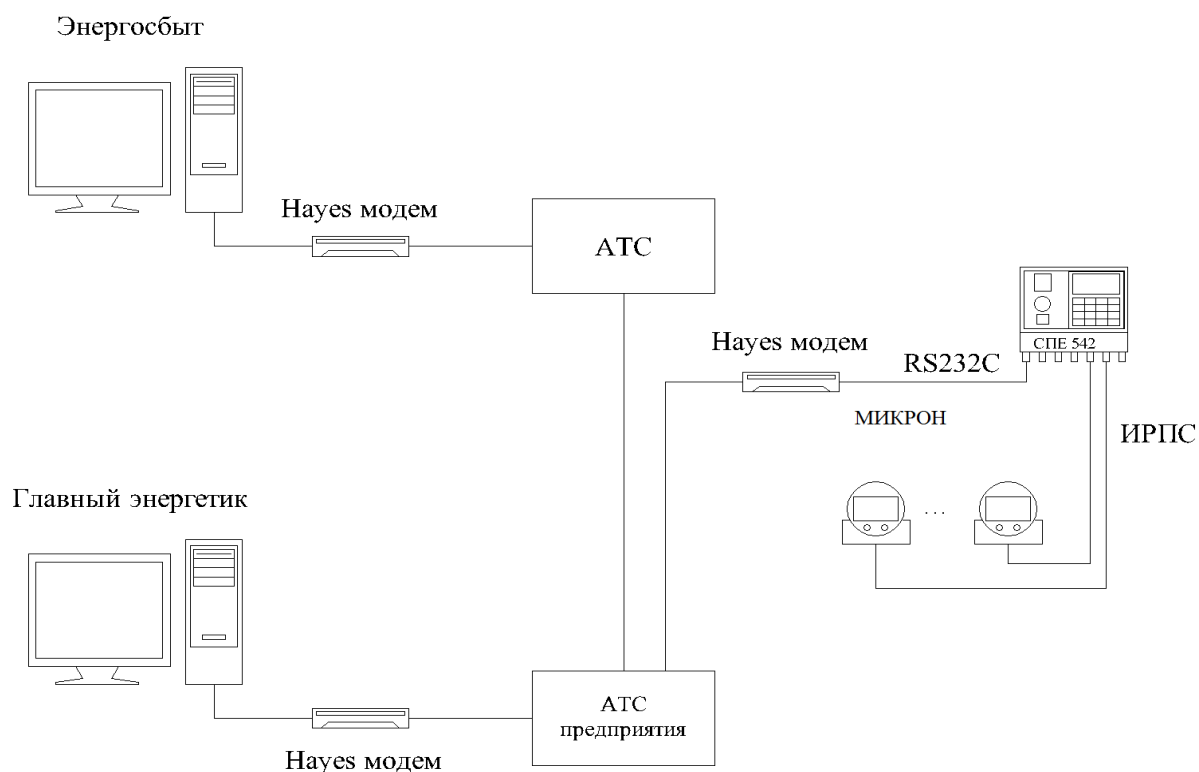 Энергосбыт
Hayes модем
АТС
СПЕ 542
Hayes модем
RS232C
МИКРОН
ИРПС
Главный энергетик
...
АТС
предприятия
Hayes модем